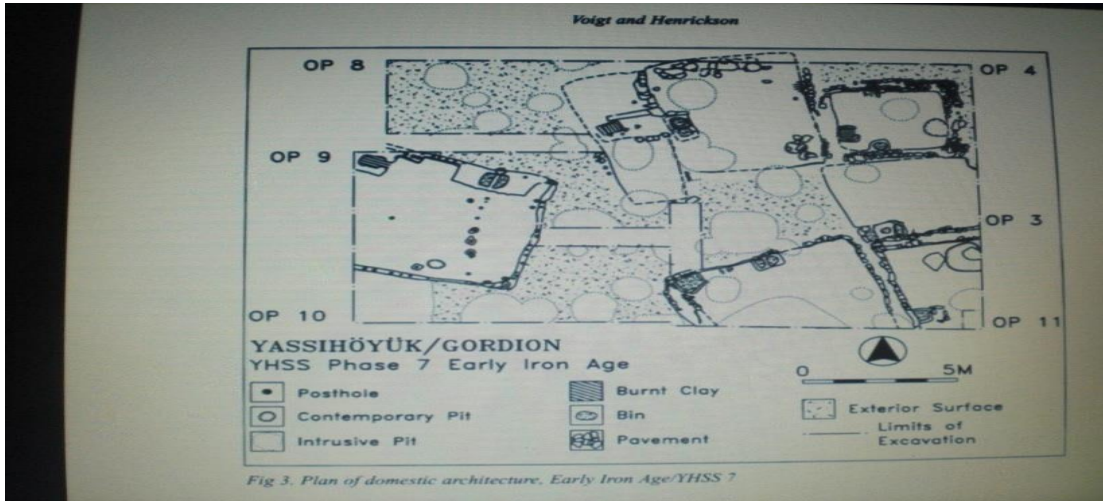 Voigt and Henrickson
OP 8
OP 4
OP 9
OP 3
OP 10
OP 11
YASSIHÖYÜK/GORDION
YHSS Phase 7 Early Iron Age
Posthole
Contemporary Pit
Intrusive Pit
Burnt Clay
Bin
Pavement
0 5M
Exterior Surface
Limits of
Excavation
Fig 3. Plan of domestic architecture, Early Iron Age/YHSS 7